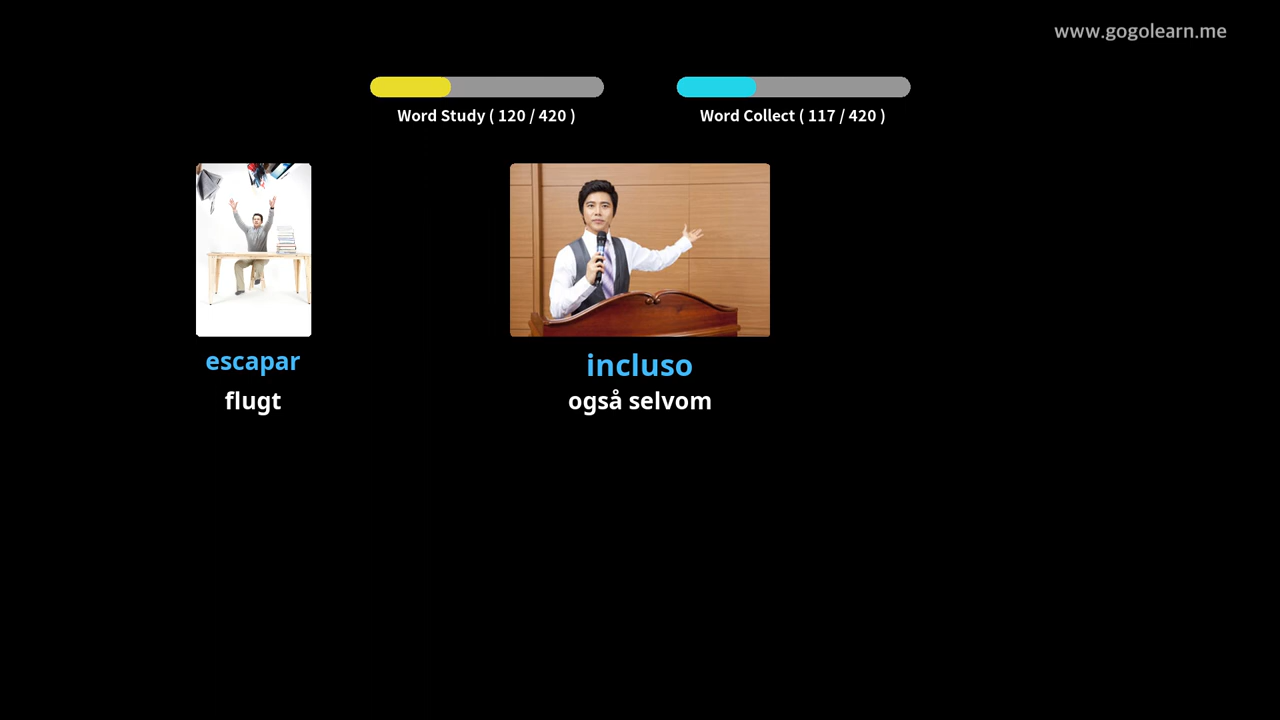 www.gogolearn.me
Word Study ( 120 / 420 )
Word Collect ( 117 / 420 )
escapar
flugt
incluso
også selvom